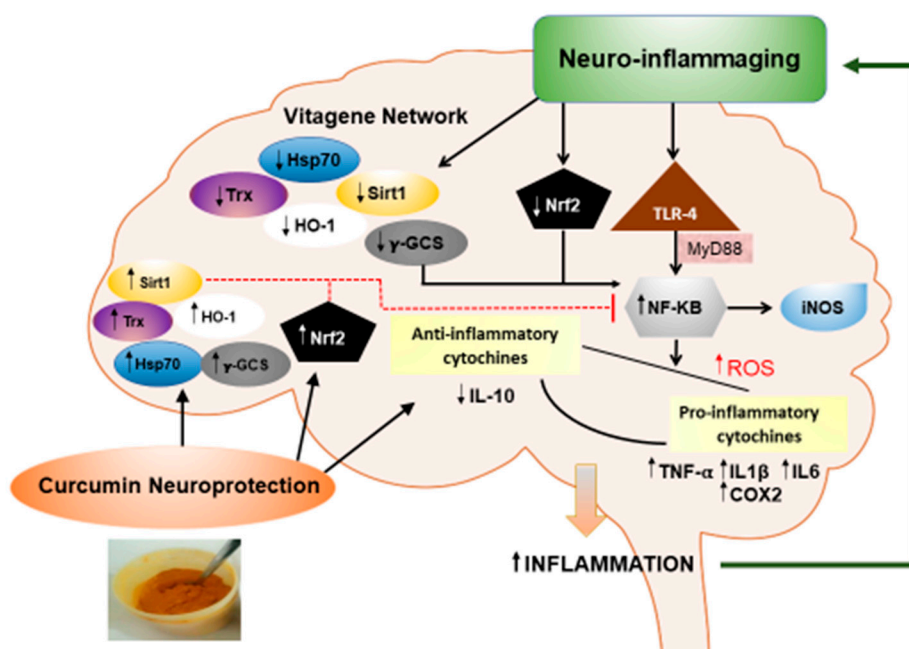 Neuro-inflammaging
Vitagene Network
↓Hsp70
↓Trx
↓Sirt1
↓HO-1
↓γ-GCS
↓Nrf2
TLR-4
MyD88
↑NF-KB
iNOS
↑Sirt1
↑Trx
↑HO-1
↑Hsp70
↑γ-GCS
↑Nrf2
Anti-inflammatory
cytochines
↓IL-10
↑ROS
Pro-inflammatory
cytochines
↑TNF-α ↑IL1β ↑IL6
↑COX2
Curcumin Neuroprotection
↑INFLAMMATION